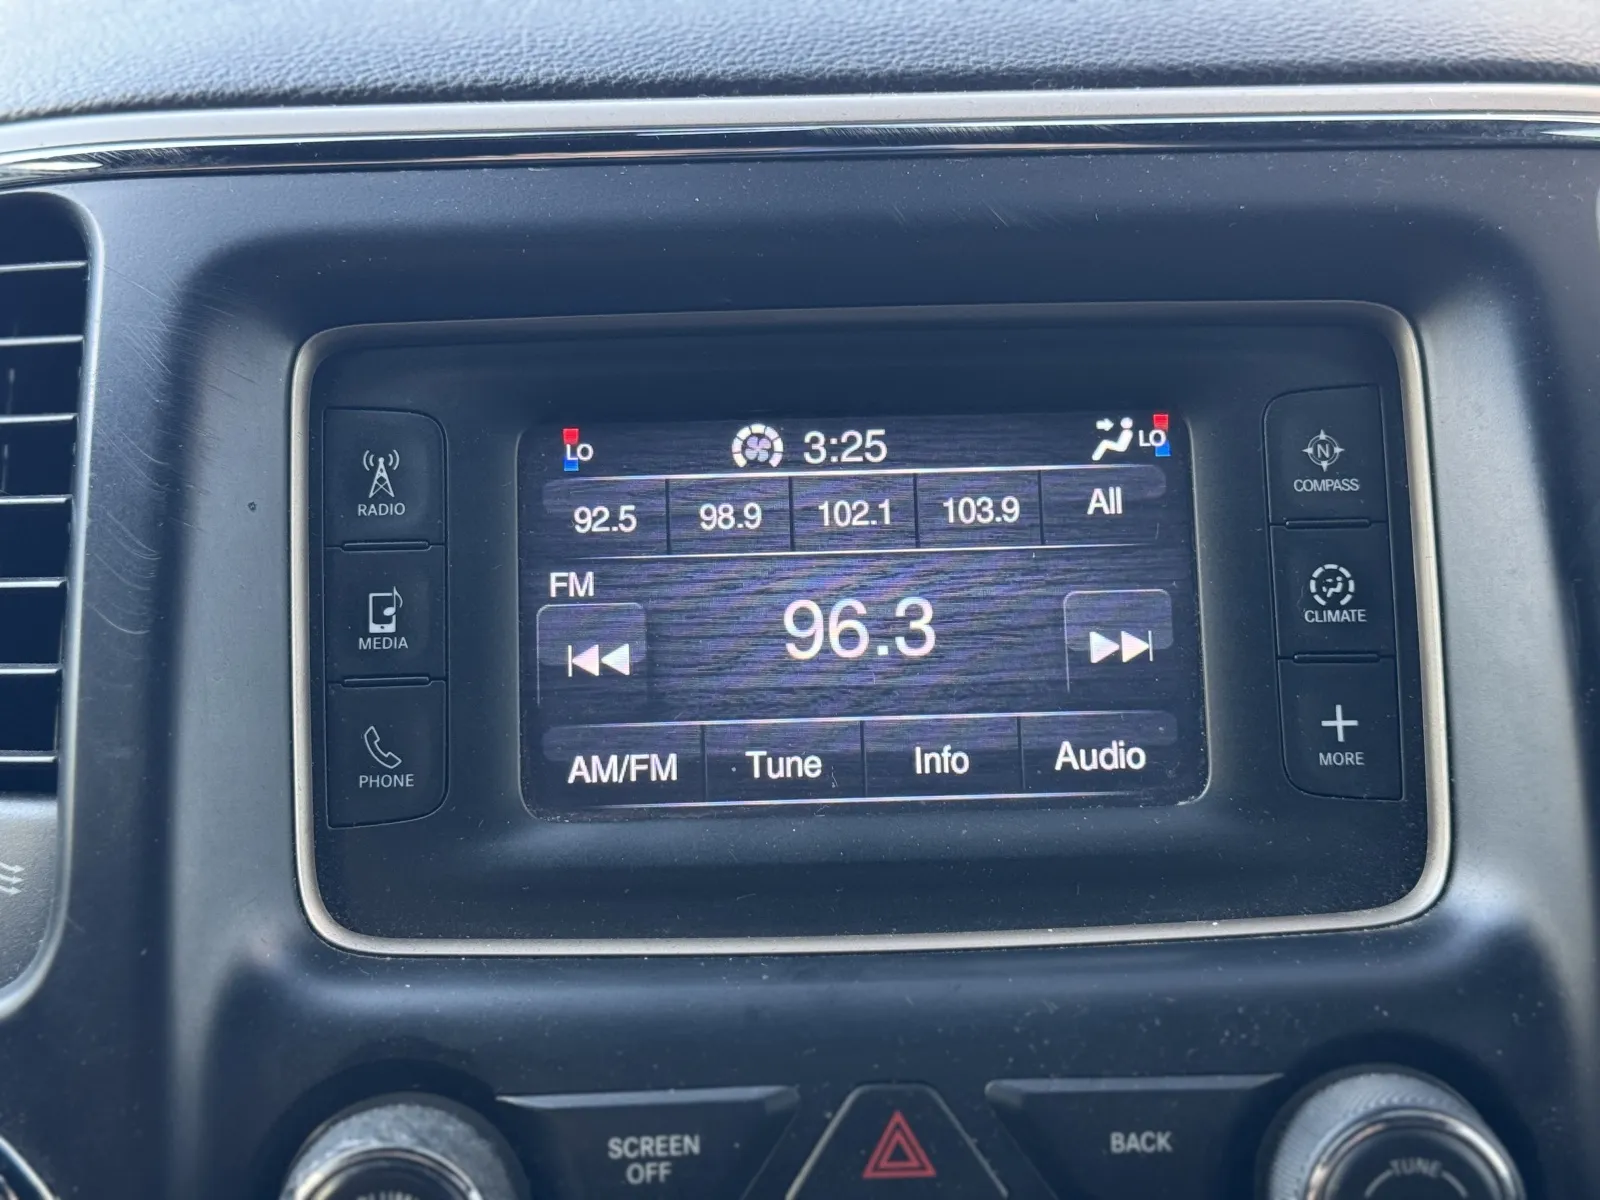 LO 3:25 LO
92.5 98.9 102.1 103.9 All
FM
96.3
AM/FM Tune Info Audio
RADIO
MEDIA
PHONE
N
COMPASS
CLIMATE
MORE
SCREEN
OFF
BACK
TUNE